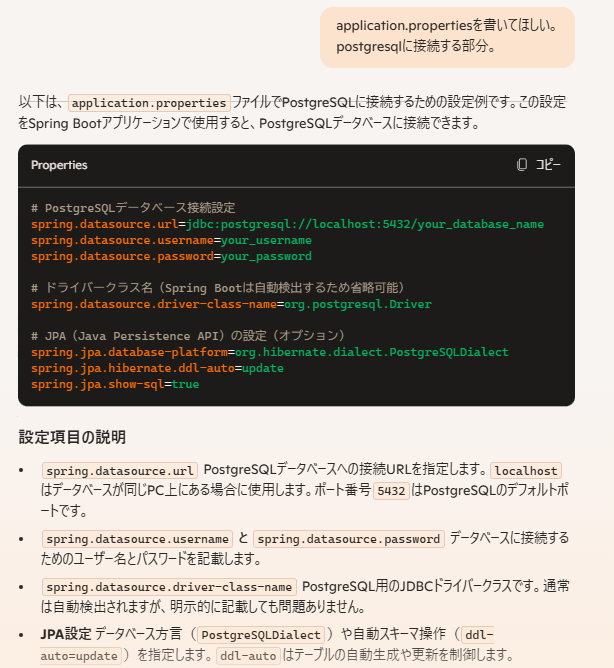 application.propertiesを書いてほしい。
postgresqlに接続する部分。
以下は、application.propertiesファイルでPostgreSQLに接続するための設定例です。この設定
をSpring Bootアプリケーションで使用すると、PostgreSQLデータベースに接続できます。
Properties
コピー
# PostgreSQLデータベース接続設定
spring.datasource.url=jdbc:postgresql://localhost:5432/your_database_name
spring.datasource.username=your_username
spring.datasource.password=your_password
# ドライバークラス名（Spring Bootは自動検出するため省略可能）
spring.datasource.driver-class-name=org.postgresql.Driver
# JPA（Java Persistence API）の設定（オプション）
spring.jpa.database-platform=org.hibernate.dialect.PostgreSQLDialect
spring.jpa.hibernate.ddl-auto=update
spring.jpa.show-sql=true
設定項目の説明
• spring.datasource.url PostgreSQLデータベースへの接続URLを指定します。localhost
はデータベースが同じPC上にある場合に使用します。ポート番号 5432 はPostgreSQLのデフォルトポ
ートです。
• spring.datasource.username と spring.datasource.password データベースに接続する
ためのユーザー名とパスワードを記載します。
• spring.datasource.driver-class-name PostgreSQL用のJDBCドライバークラスです。通常
は自動検出されますが、明示的に記載しても問題ありません。
• JPA設定 データベース方言（PostgreSQLDialect）や自動スキーマ操作（ddl-
auto=update）を指定します。ddl-auto はテーブルの自動生成や更新を制御します。